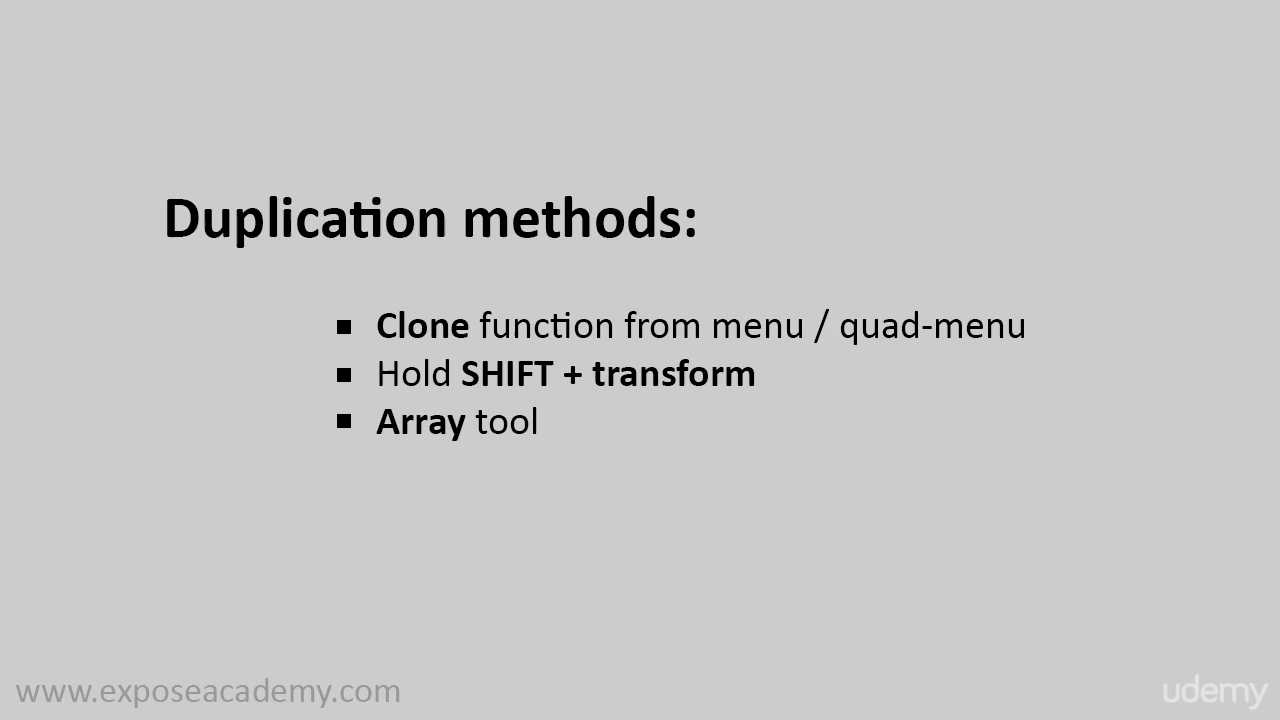 Duplication methods:
Clone function from menu / quad-menu
Hold SHIFT + transform
Array tool
www.exposeacademy.com
udemy